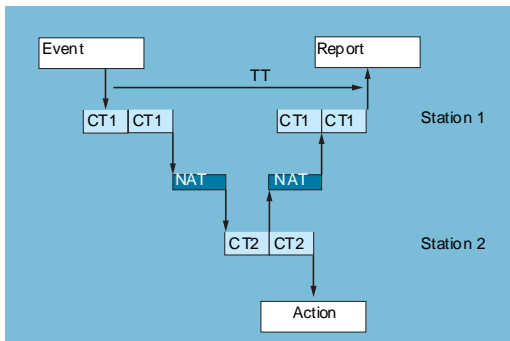 Event
Report
TT
CT1 CT1
CT1 CT1
Station 1
NAT
NAT
CT2 CT2
Station 2
Action